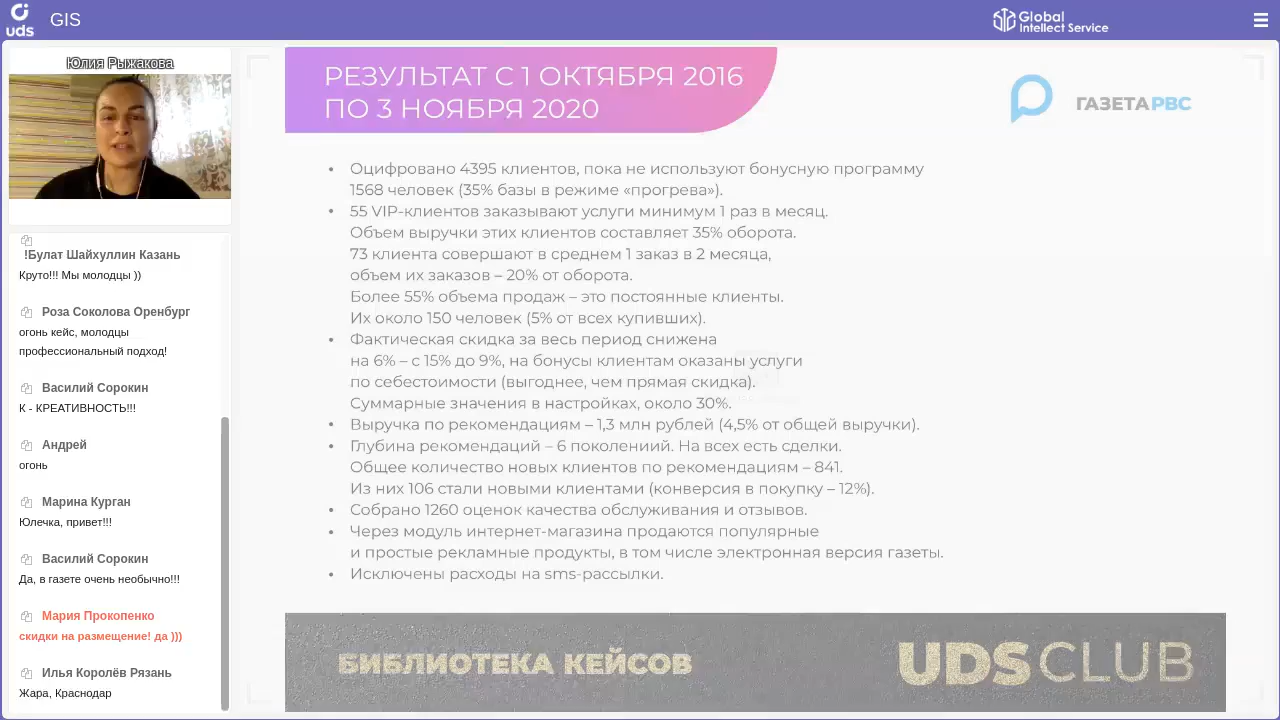 uds
GIS
Global
Intellect Service
Юлия Рыжакова
!Булат Шайхуллин Казань
Круто!!! Мы молодцы ))
Роза Соколова Оренбург
огонь кейс, молодцы
профессиональный подход!
Василий Сорокин
К - КРЕАТИВНОСТЬ!!!
Андрей
огонь
Марина Курган
Юлечка, привет!!!
Василий Сорокин
Да, в газете очень необычно!!!
Мария Прокопенко
скидки на размещение! да )))
Илья Королёв Рязань
Жара, Краснодар
РЕЗУЛЬТАТ С 1 ОКТЯБРЯ 2016
ПО 3 НОЯБРЯ 2020
ГАЗЕТАРВС
• Оцифровано 4395 клиентов, пока не используют бонусную программу
1568 человек (35% базы в режиме «прогрева»).
• 55 VIP-клиентов заказывают услуги минимум 1 раз в месяц.
Объем выручки этих клиентов составляет 35% оборота.
73 клиента совершают в среднем 1 заказ в 2 месяца,
объем их заказов – 20% от оборота.
Более 55% объема продаж – это постоянные клиенты.
Их около 150 человек (5% от всех купивших).
• Фактическая скидка за весь период снижена
на 6% – с 15% до 9%, на бонусы клиентам оказаны услуги
по себестоимости (выгоднее, чем прямая скидка).
Суммарные значения в настройках, около 30%.
• Выручка по рекомендациям – 1,3 млн рублей (4,5% от общей выручки).
• Глубина рекомендаций – 6 поколениий. На всех есть сделки.
Общее количество новых клиентов по рекомендациям – 841.
Из них 106 стали новыми клиентами (конверсия в покупку – 12%).
• Собрано 1260 оценок качества обслуживания и отзывов.
• Через модуль интернет-магазина продаются популярные
и простые рекламные продукты, в том числе электронная версия газеты.
• Исключены расходы на sms-рассылки.
БИБЛИОТЕКА КЕЙСОВ
UDS CLUB